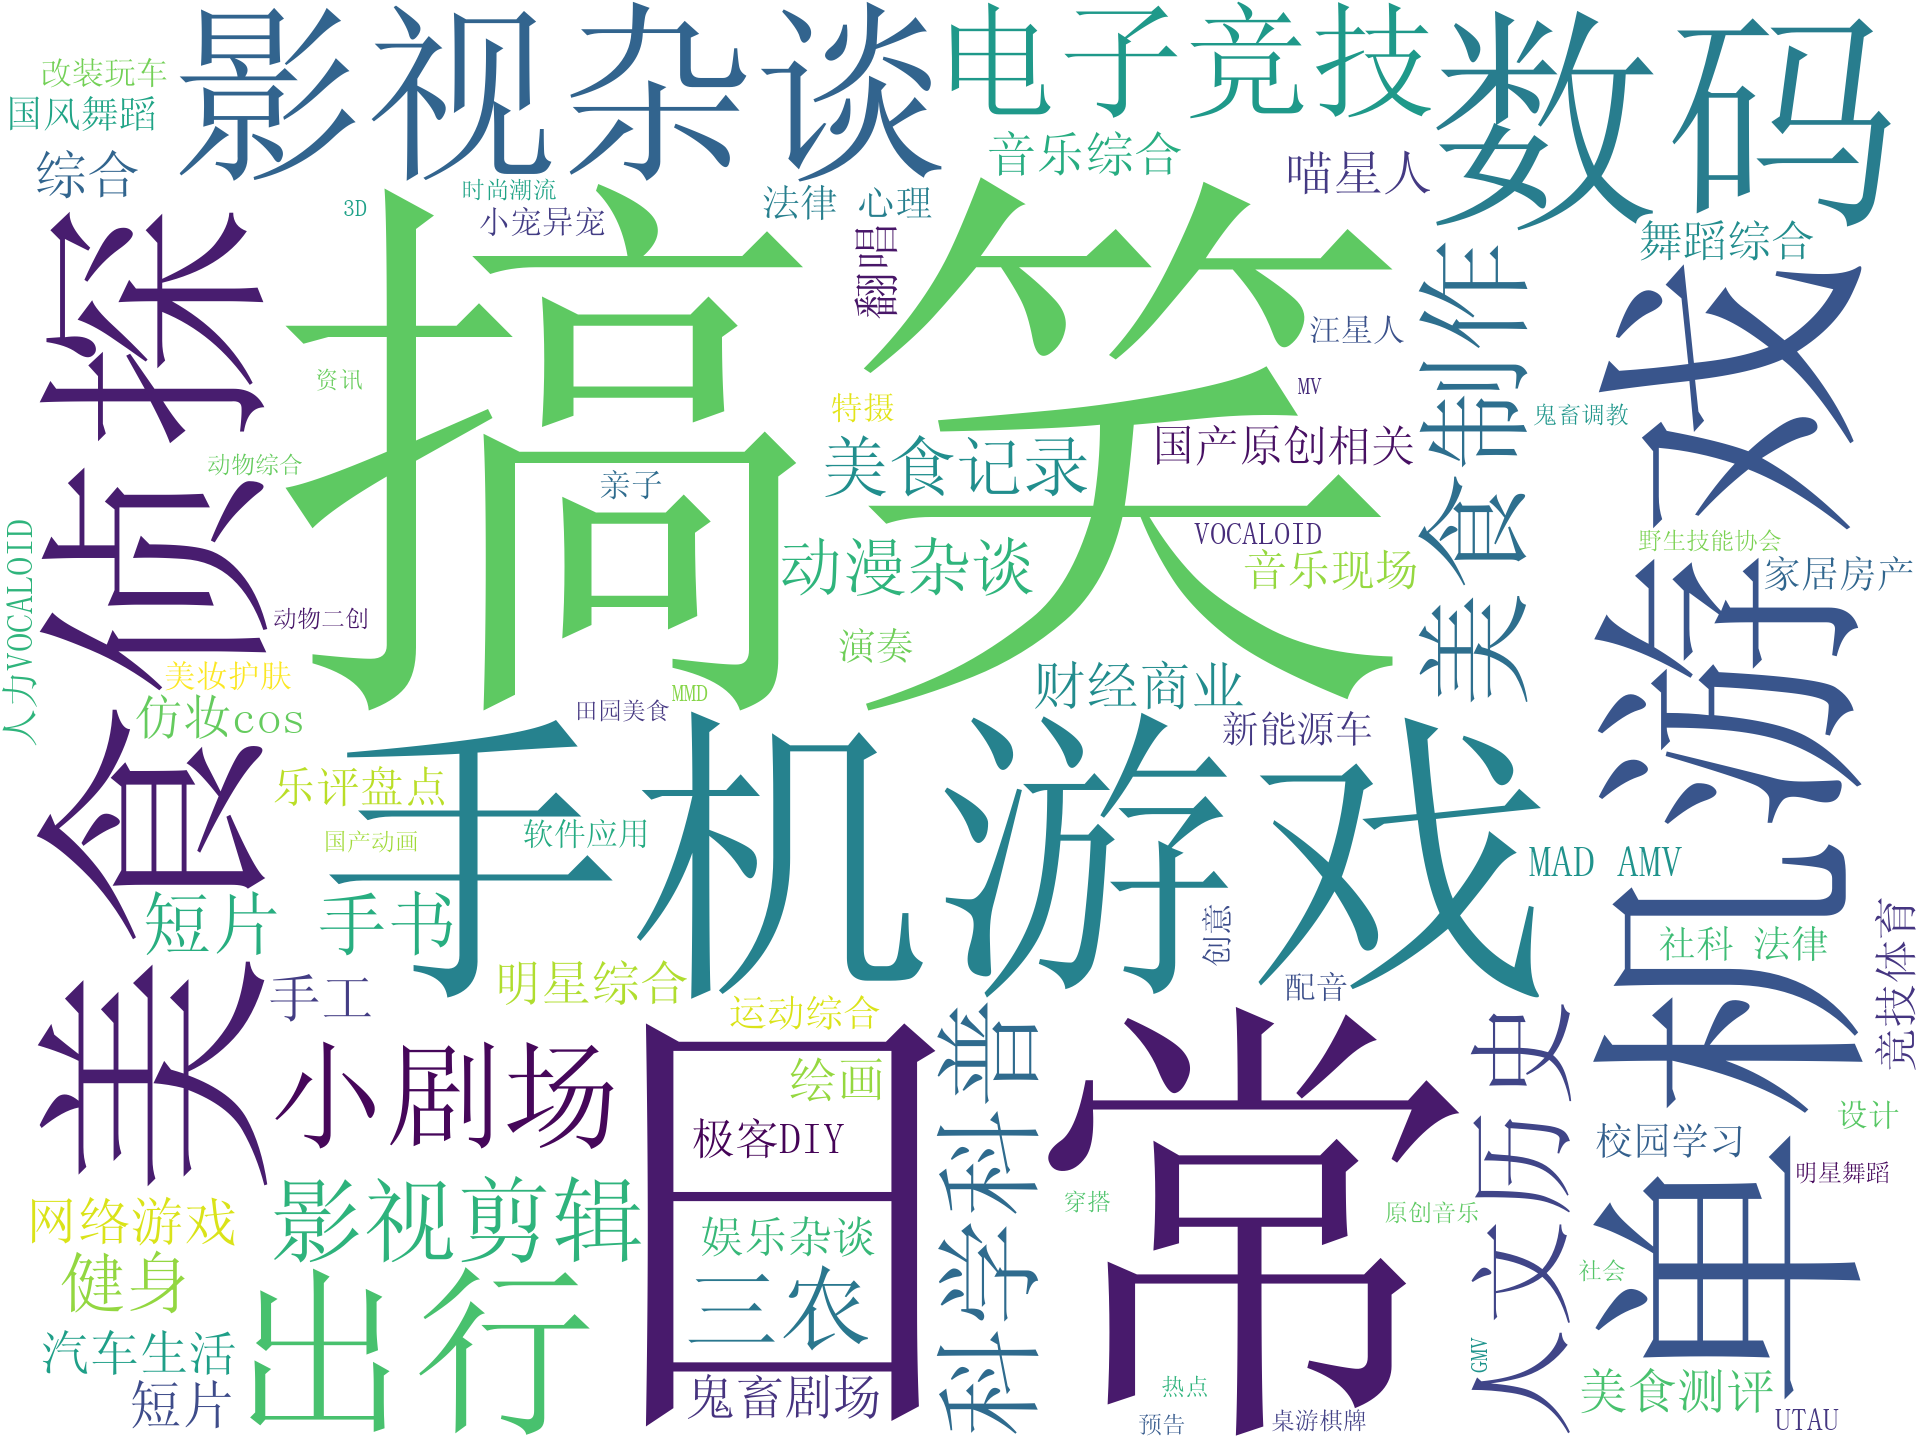 影视杂谈
电子竞技
数码
改装玩车
国风舞蹈
综合
音乐综合
喵星人
时尚潮流
3D
小宠异宠
法律 心理
舞蹈综合
美食侦探
搞笑
翻唱
汪星人
美食制作
单机游戏
资讯
特摄
MV
鬼畜调教
动物综合
亲子
美食记录
国产原创相关
VOCALOID
人力VOCALOID
动漫杂谈
音乐现场
野生技能协会
家居房产
动物二创
演奏
美妆护肤
仿妆cos
田园美食
MMD
财经商业
新能源车
手机游戏
乐评盘点
国产动画
软件应用
MAD AMV
短片
手书
创意
社科 法律
竞技体育
明星综合
手工
运动综合
配音
小剧场
日常
绘画
极客DIY
科学科普
人文历史
校园学习
设计
明星舞蹈
网络游戏
影视剪辑
娱乐杂谈
穿搭
原创音乐
健身
出行
三农
社会
汽车生活
GMV
短片
鬼畜剧场
热点
预告
桌游棋牌
美食测评
UTAU